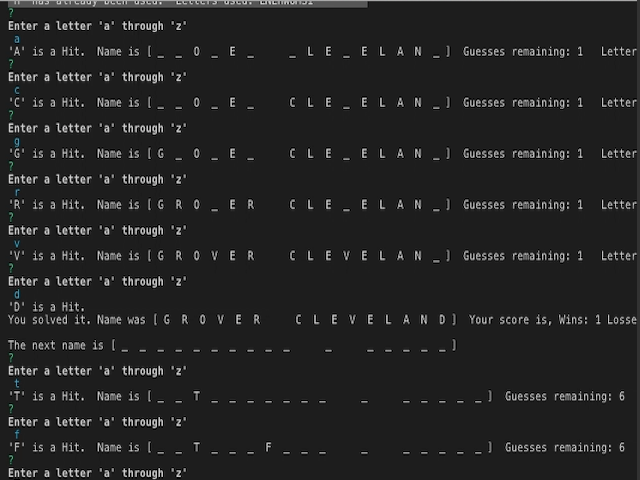 has already been used. Letters used:
?
Enter a letter 'a' through 'z'
a
'A' is a Hit. Name is [ _ _ O _ E _ _ L E _ E L A N _ ] Guesses remaining: 1 Letter
?
Enter a letter 'a' through 'z'
c
'C' is a Hit. Name is [ _ _ O _ E _ C L E _ E L A N _ ] Guesses remaining: 1 Letter
?
Enter a letter 'a' through 'z'
g
'G' is a Hit. Name is [ G _ O _ E _ C L E _ E L A N _ ] Guesses remaining: 1 Letter
?
Enter a letter 'a' through 'z'
r
'R' is a Hit. Name is [ G R O _ E R C L E _ E L A N _ ] Guesses remaining: 1 Letter
?
Enter a letter 'a' through 'z'
v
'V' is a Hit. Name is [ G R O V E R C L E V E L A N _ ] Guesses remaining: 1 Letter
?
Enter a letter 'a' through 'z'
d
'D' is a Hit.
You solved it. Name was [ G R O V E R C L E V E L A N D ] Your score is, Wins: 1 Losse
The next name is [ _ _ _ _ _ _ _ _ _ _ _ _ _ _ _ _ ]
?
Enter a letter 'a' through 'z'
t
'T' is a Hit. Name is [ _ _ T _ _ _ _ _ _ _ _ _ _ _ _ _ ] Guesses remaining: 6
?
Enter a letter 'a' through 'z'
f
'F' is a Hit. Name is [ _ _ T _ _ _ F _ _ _ _ _ _ _ _ _ ] Guesses remaining: 6
?
Enter a letter 'a' through 'z'